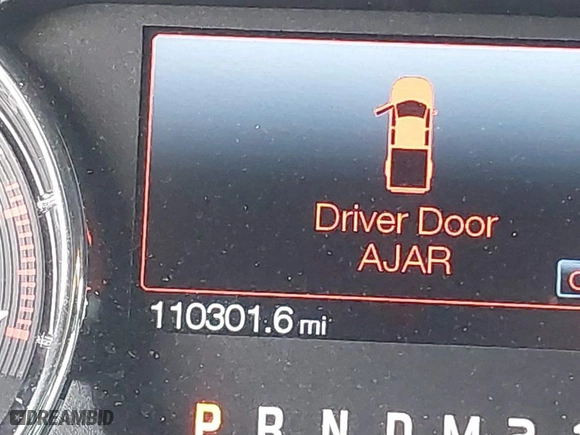 Driver Door
AJAR
110301.6 mi
P R N D M
DREAMBID